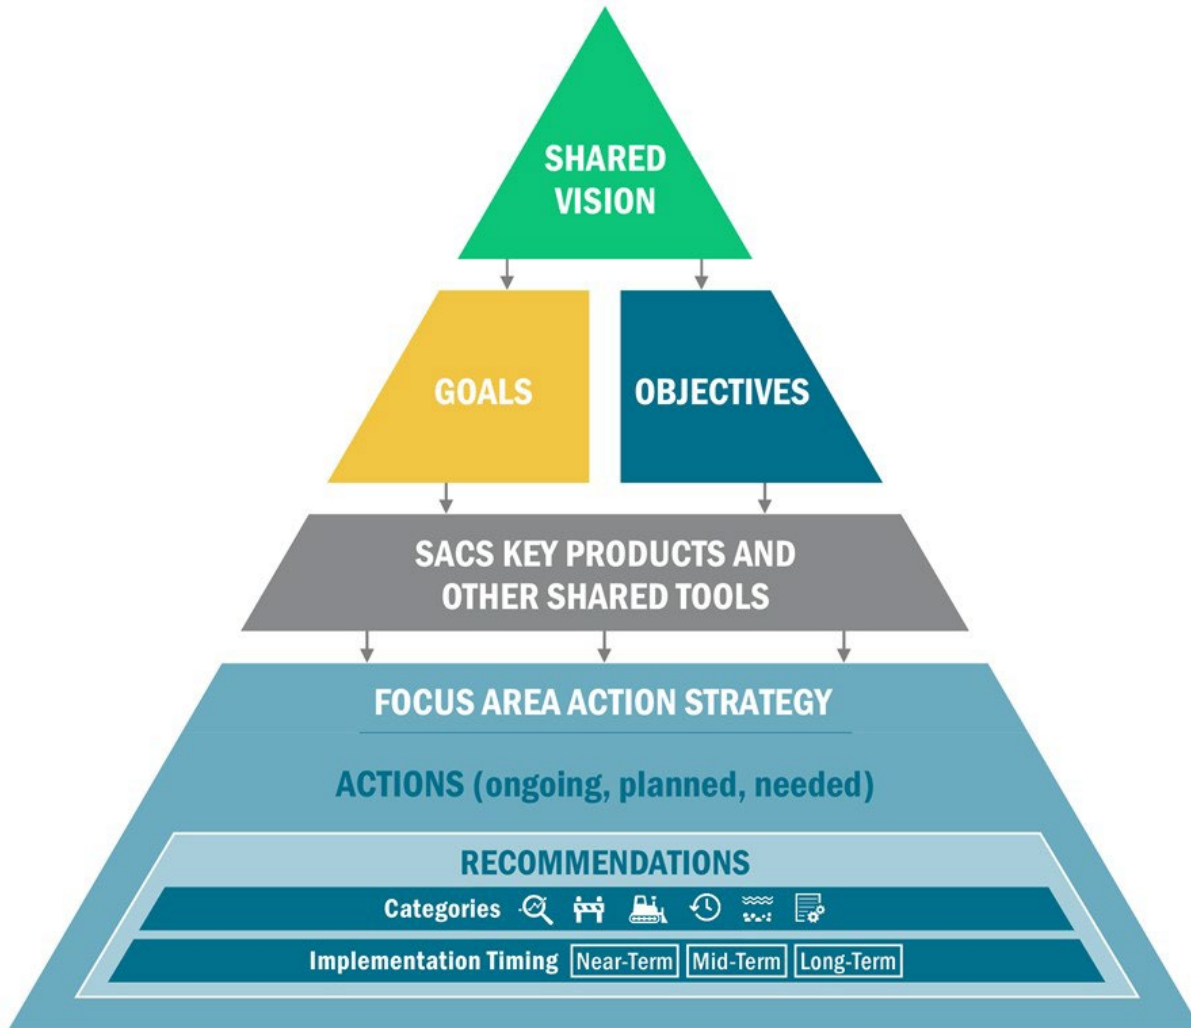 SHARED
VISION
GOALS
OBJECTIVES
SACS KEY PRODUCTS AND
OTHER SHARED TOOLS
FOCUS AREA ACTION STRATEGY
ACTIONS (ongoing, planned, needed)
RECOMMENDATIONS
Categories
Implementation Timing Near-Term Mid-Term Long-Term